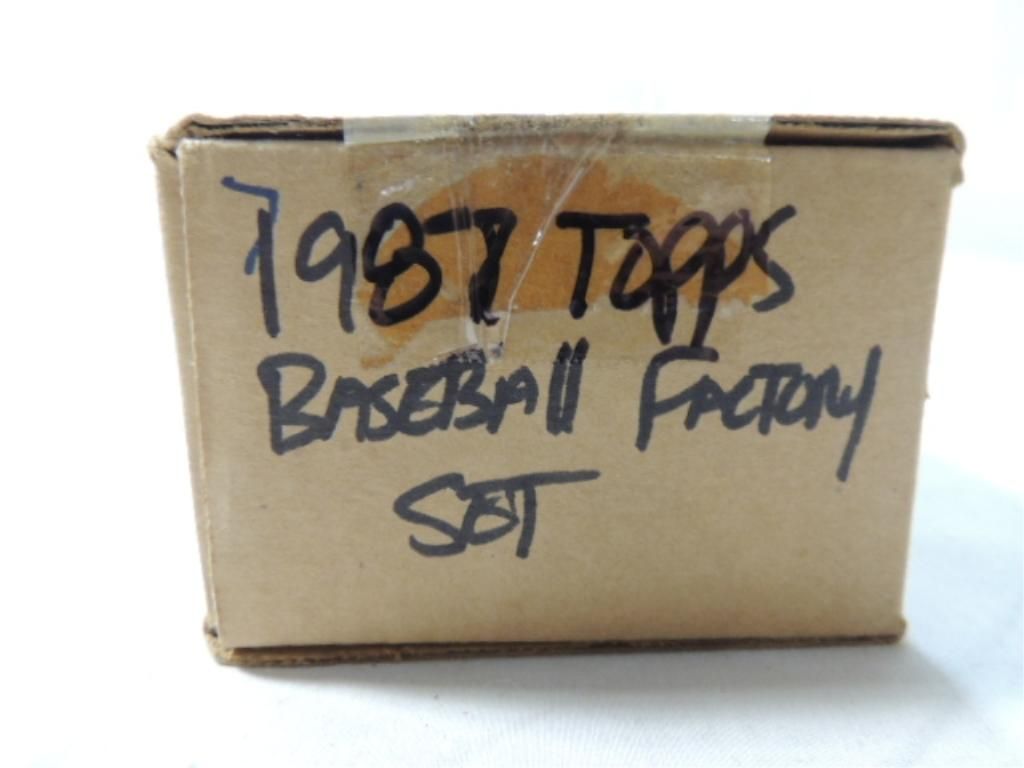 1987 Topps
BASEBAll FACTORY
SET